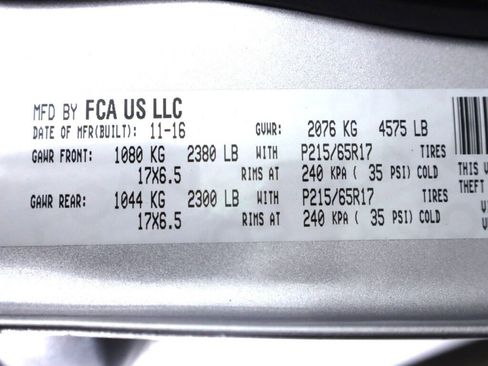 MFD BY FCA US LLC
DATE OF MFR(BUILT): 11-16 GVWR: 2076 KG 4575 LB
GAWR FRONT: 1080 KG 2380 LB WITH P215/65R17 TIRES
17X6.5 RIMS AT 240 KPA ( 35 PSI) COLD
GAWR REAR: 1044 KG 2300 LB WITH P215/65R17 TIRES
17X6.5 RIMS AT 240 KPA ( 35 PSI) COLD
THIS
THEFT